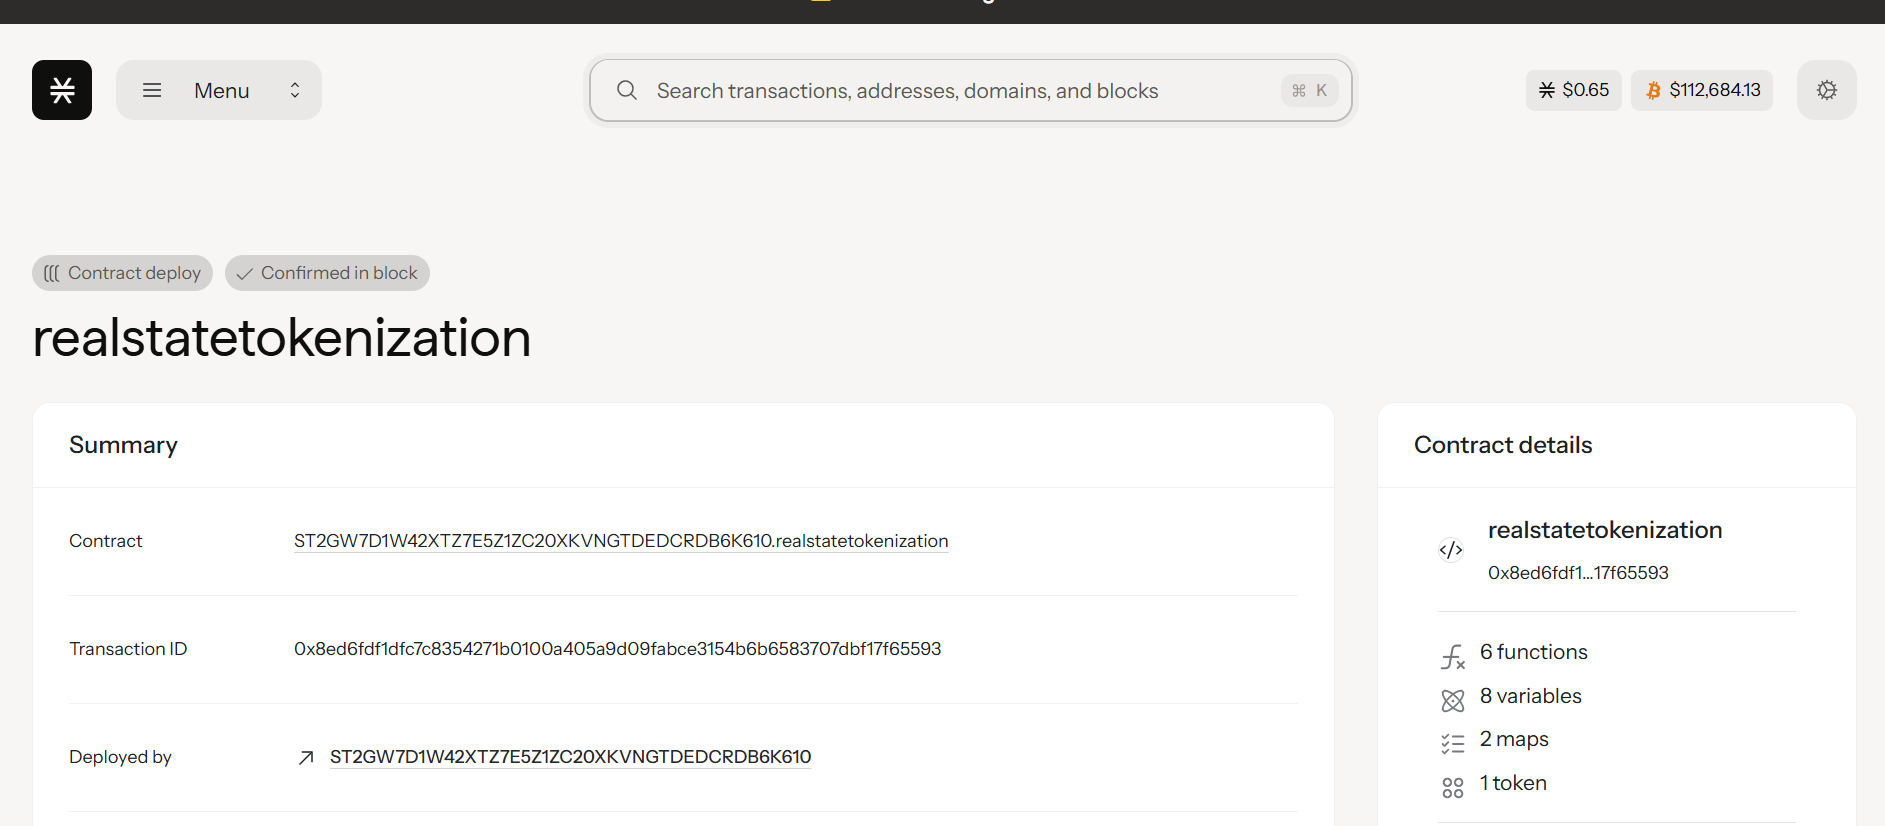 Menu
Search transactions, addresses, domains, and blocks
⌘ K
$0.65
$112,684.13
Contract deploy
Confirmed in block
realstatetokenization
Summary
Contract
ST2GW7D1W42XTZ7E5Z1ZC20XKVNGTDEDCRDB6K610.realstatetokenization
Transaction ID
0x8ed6fdf1dfc7c8354271b0100a405a9d09fabce3154b6b6583707dbf17f65593
Deployed by
ST2GW7D1W42XTZ7E5Z1ZC20XKVNGTDEDCRDB6K610
Contract details
realstatetokenization
0x8ed6fdf1...17f65593
6 functions
8 variables
2 maps
1 token